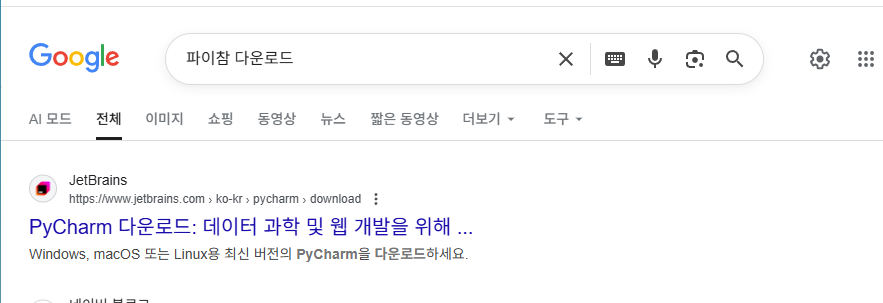 Google
파이참 다운로드
AI 모드 전체 이미지 쇼핑 동영상 뉴스 짧은 동영상 더보기 도구
JetBrains
https://www.jetbrains.com › ko-kr › pycharm › download
PyCharm 다운로드: 데이터 과학 및 웹 개발을 위해 ...
Windows, macOS 또는 Linux용 최신 버전의 PyCharm을 다운로드하세요.